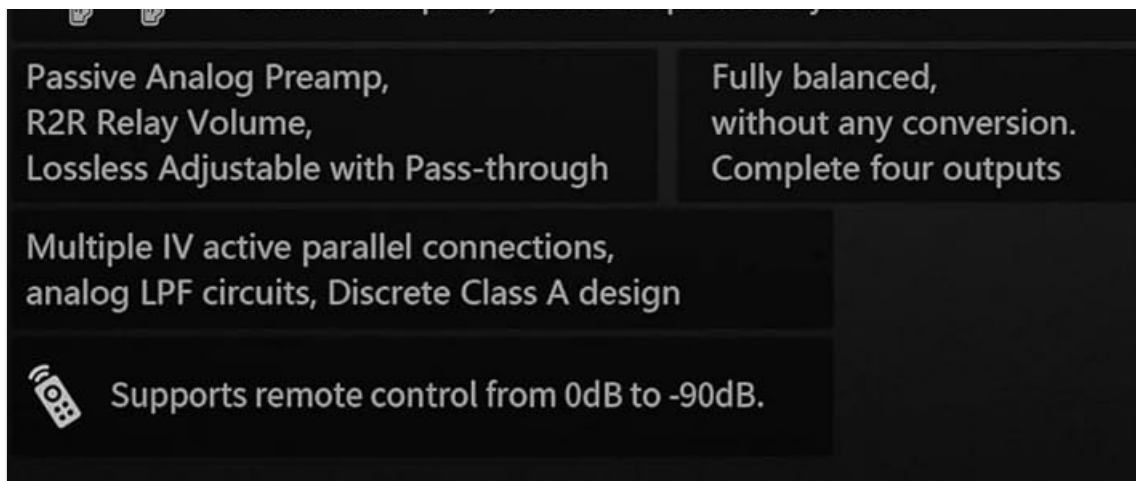 Passive Analog Preamp,
R2R Relay Volume,
Lossless Adjustable with Pass-through
Fully balanced,
without any conversion.
Complete four outputs
Multiple IV active parallel connections,
analog LPF circuits, Discrete Class A design
Supports remote control from 0dB to -90dB.